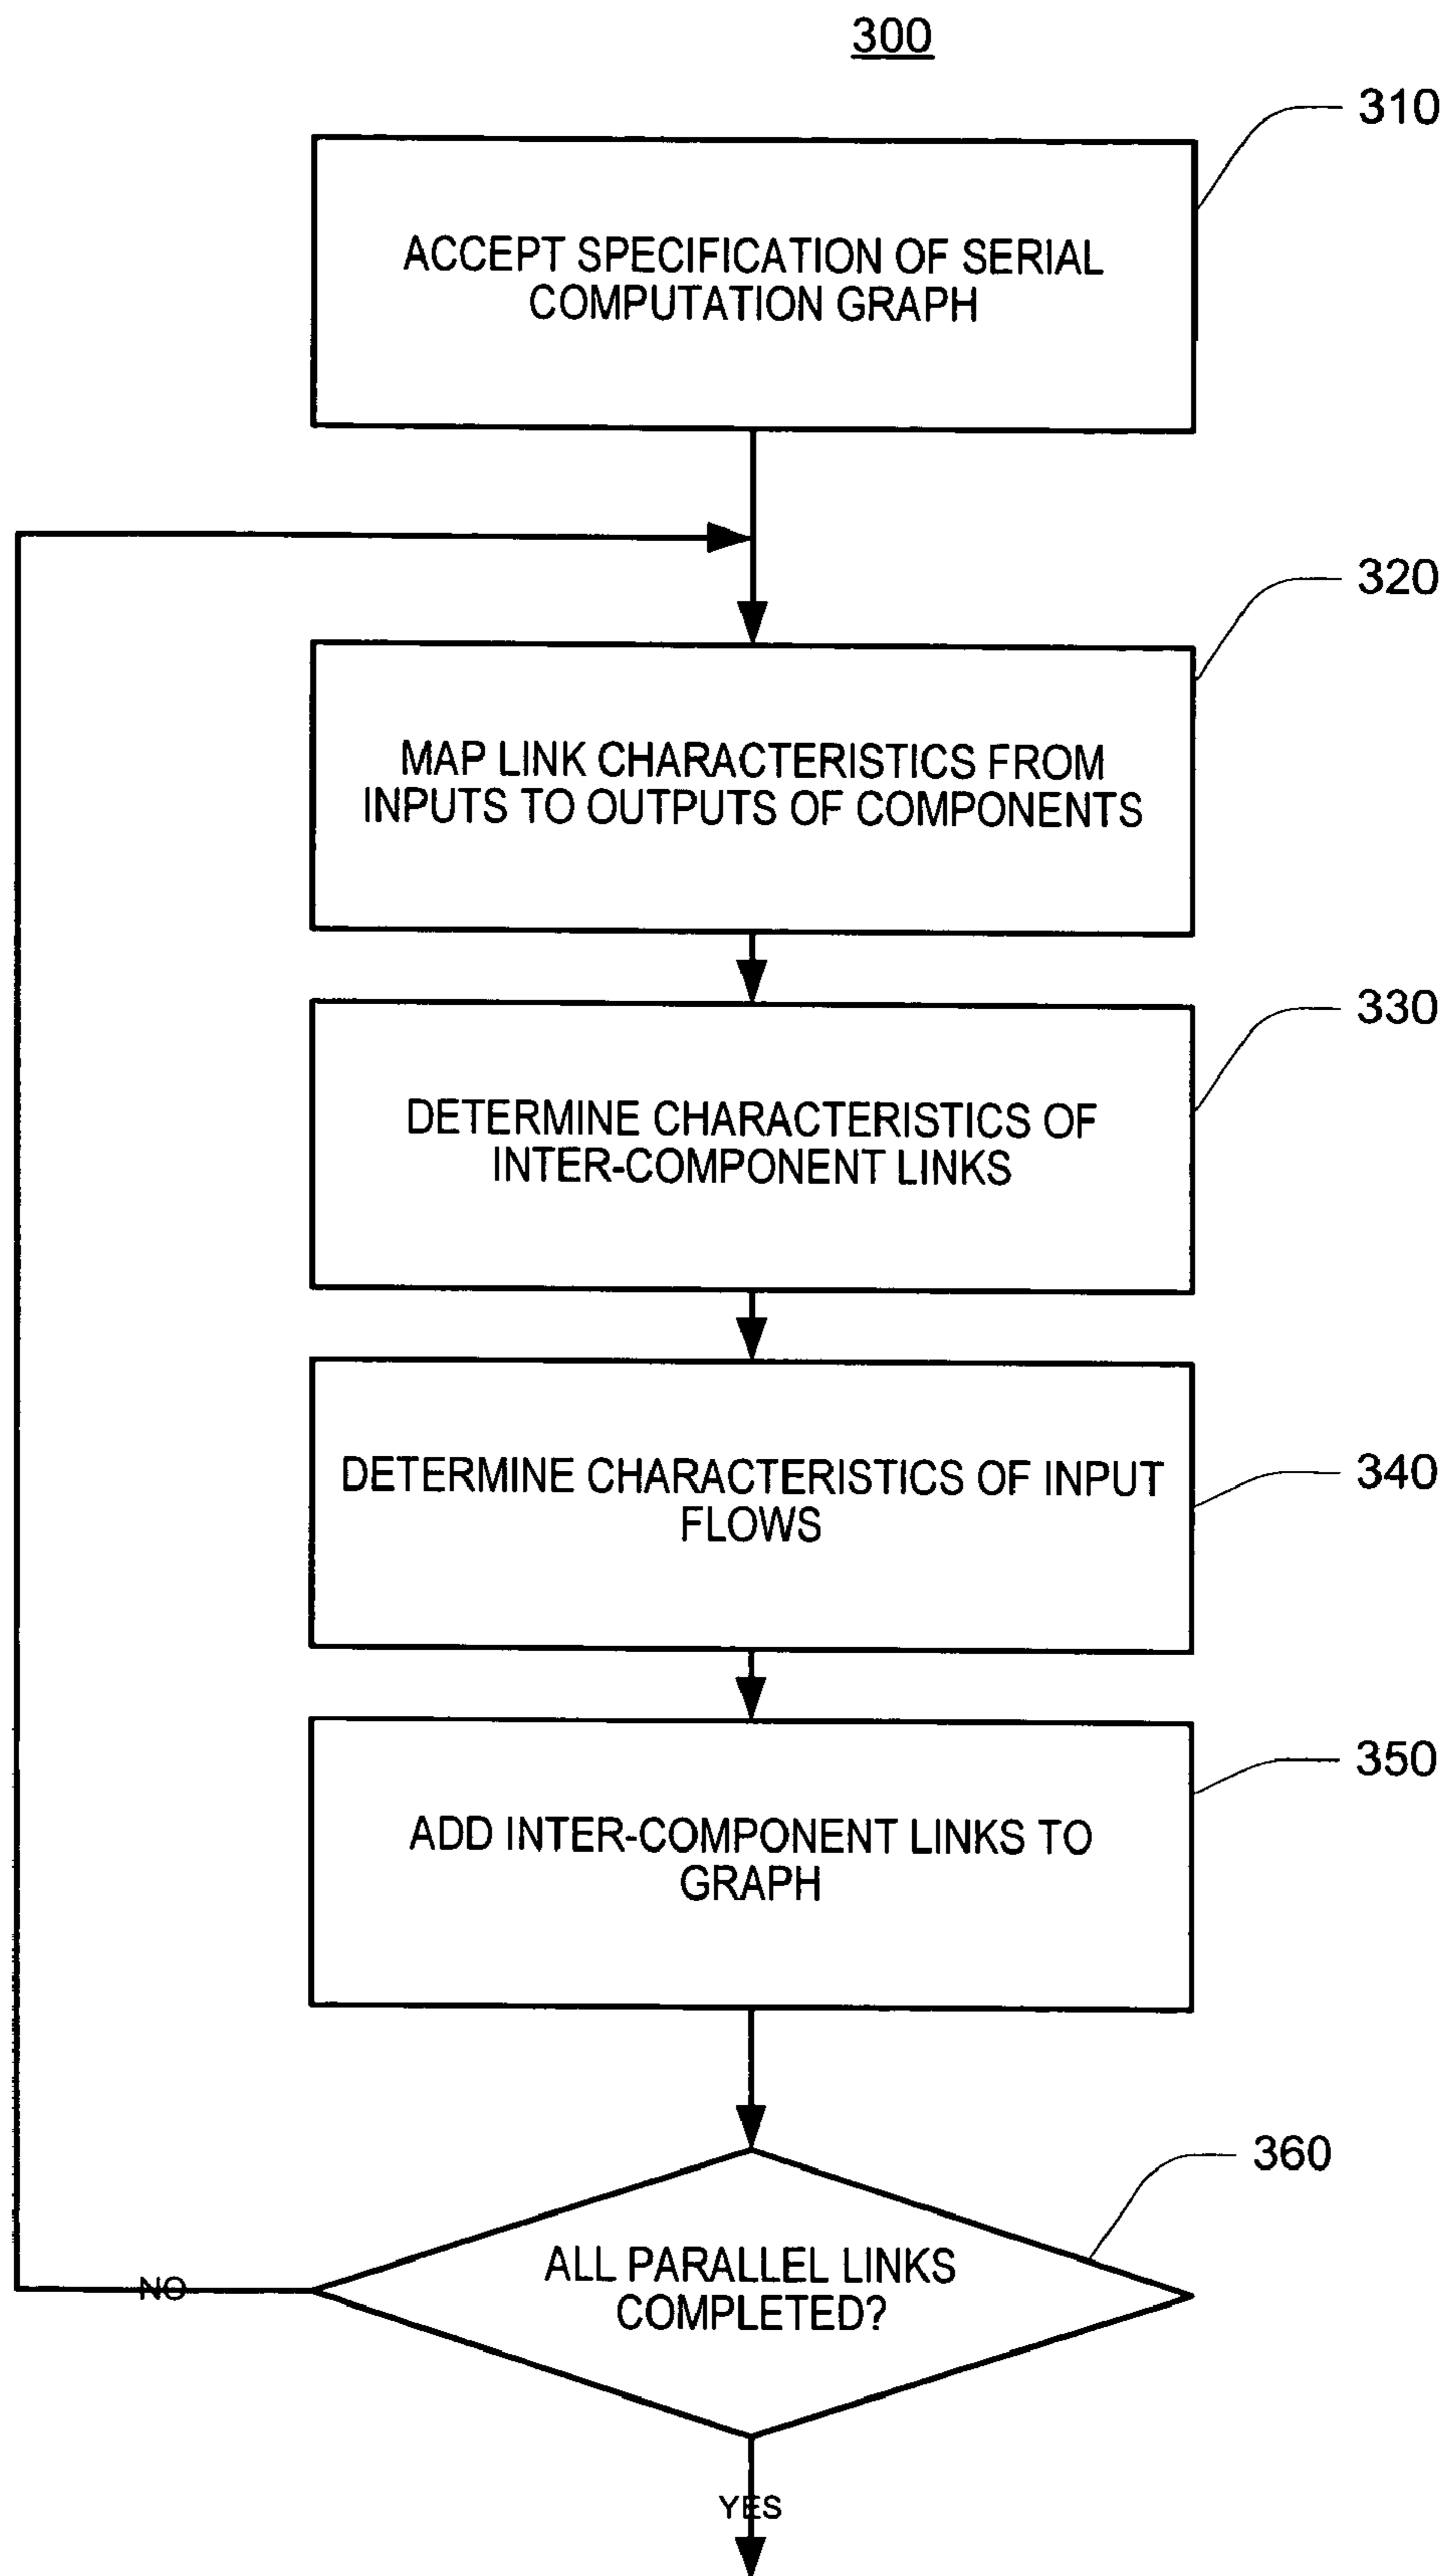 300
310
ACCEPT SPECIFICATION OF SERIAL
COMPUTATION GRAPH
320
MAP LINK CHARACTERISTICS FROM
INPUTS TO OUTPUTS OF COMPONENTS
330
DETERMINE CHARACTERISTICS OF
INTER-COMPONENT LINKS
340
DETERMINE CHARACTERISTICS OF INPUT
FLOWS
350
ADD INTER-COMPONENT LINKS TO
GRAPH
360
ALL PARALLEL LINKS
COMPLETED?
NO
YES